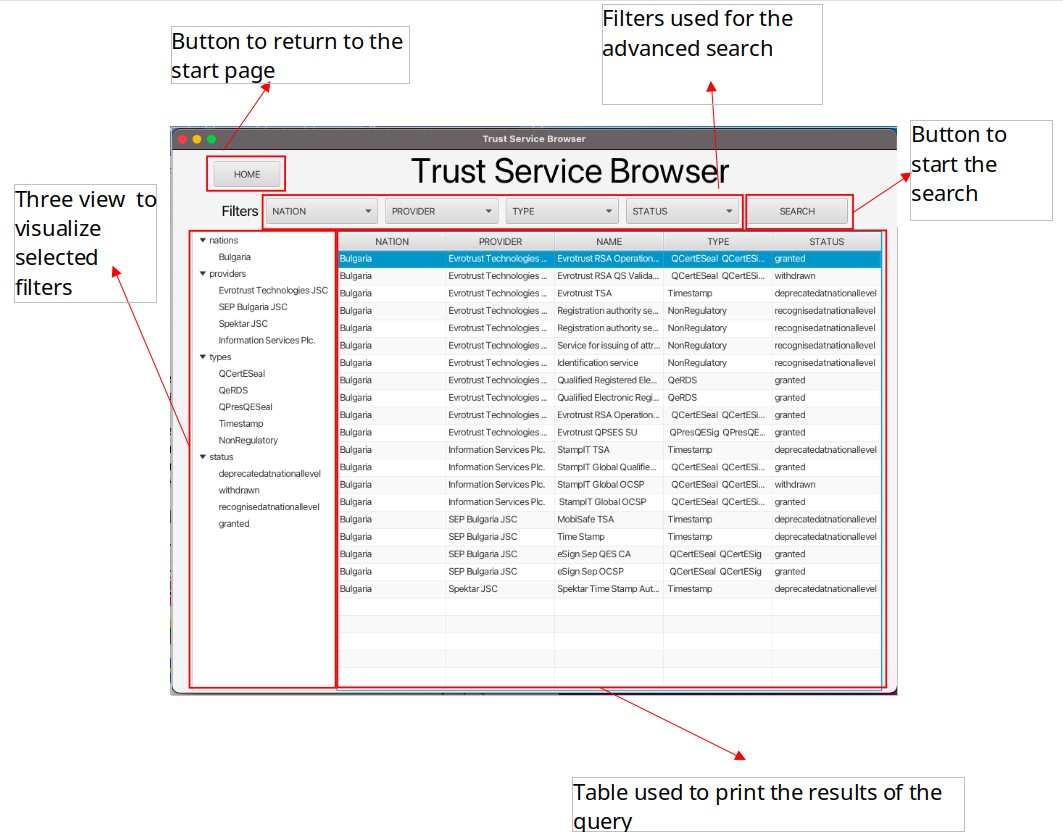 Filters used for the
advanced search
Button to return to the
start page
Button to
start the
search
Three view  to
visualize
selected
filters
Trust Service Browser
HOME
Trust Service Browser
Filters NATION PROVIDER TYPE STATUS SEARCH
nations
Bulgaria
providers
Evrotrust Technologies JSC
SEP Bulgaria JSC
Spektar JSC
Information Services Plc.
types
QCertESeal
QeRDS
QPresQESeal
Timestamp
NonRegulatory
status
deprecatedatnationallevel
withdrawn
recognisedatnationallevel
granted
NATION PROVIDER NAME TYPE STATUS
Bulgaria Evrotrust Technologies ... Evrotrust RSA Operation... QCertESeal QCertESi... granted
Bulgaria Evrotrust Technologies ... Evrotrust RSA QS Valida... QCertESeal QCertESi... withdrawn
Bulgaria Evrotrust Technologies ... Evrotrust TSA Timestamp deprecatedatnationallevel
Bulgaria Evrotrust Technologies ... Registration authority se... NonRegulatory recognisedatnationallevel
Bulgaria Evrotrust Technologies ... Registration authority se... NonRegulatory recognisedatnationallevel
Bulgaria Evrotrust Technologies ... Service for issuing of attr... NonRegulatory recognisedatnationallevel
Bulgaria Evrotrust Technologies ... Identification service NonRegulatory recognisedatnationallevel
Bulgaria Evrotrust Technologies ... Qualified Registered Ele... QeRDS granted
Bulgaria Evrotrust Technologies ... Qualified Electronic Regi... QeRDS granted
Bulgaria Evrotrust Technologies ... Evrotrust RSA Operation... QCertESeal QCertESi... granted
Bulgaria Evrotrust Technologies ... Evrotrust QPSES SU QPresQESig QPresQE... granted
Bulgaria Information Services Plc. StampIT TSA Timestamp deprecatedatnationallevel
Bulgaria Information Services Plc. StampIT Global Qualifie... QCertESeal QCertESi... granted
Bulgaria Information Services Plc. StampIT Global OCSP QCertESeal QCertESi... withdrawn
Bulgaria Information Services Plc. StampIT Global OCSP QCertESeal QCertESi... granted
Bulgaria SEP Bulgaria JSC MobiSafe TSA Timestamp deprecatedatnationallevel
Bulgaria SEP Bulgaria JSC Time Stamp Timestamp deprecatedatnationallevel
Bulgaria SEP Bulgaria JSC eSign Sep QES CA QCertESeal QCertESig granted
Bulgaria SEP Bulgaria JSC eSign Sep OCSP QCertESeal QCertESig granted
Bulgaria Spektar JSC Spektar Time Stamp Aut... Timestamp deprecatedatnationallevel
Table used to print the results of the
query